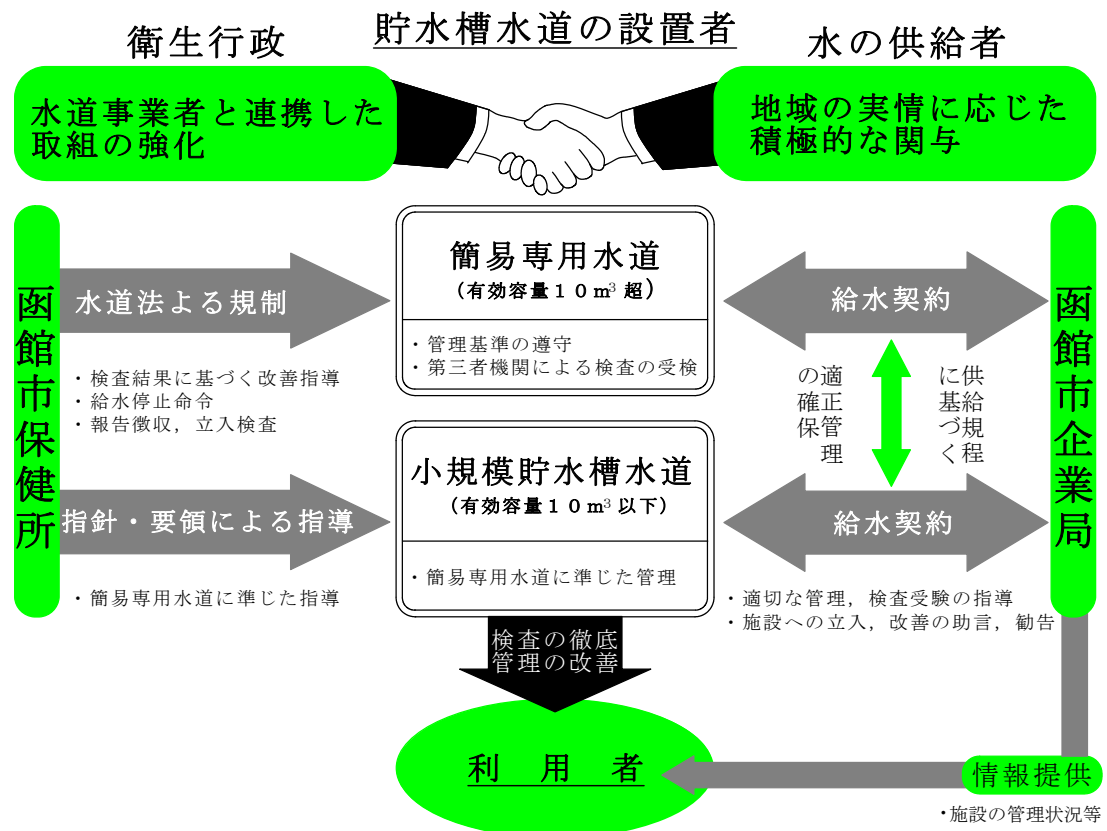 貯水槽水道の設置者
衛生行政
水の供給者
水道事業者と連携した
取組の強化
地域の実情に応じた
積極的な関与
函館市保健所
水道法よる規制
・検査結果に基づく改善指導
・給水停止命令
・報告徴収，立入検査
指針・要領による指導
・簡易専用水道に準じた指導
簡易専用水道
（有効容量１０ｍ³超）
・管理基準の遵守
・第三者機関による検査の受検
小規模貯水槽水道
（有効容量１０ｍ³以下）
・簡易専用水道に準じた管理
給水契約
供給規程
に基づく
適正管理
の確保
給水契約
・適切な管理，検査受験の指導
・施設への立入，改善の助言，勧告
函館市企業局
検査の徹底
管理の改善
利用者
情報提供
・施設の管理状況等